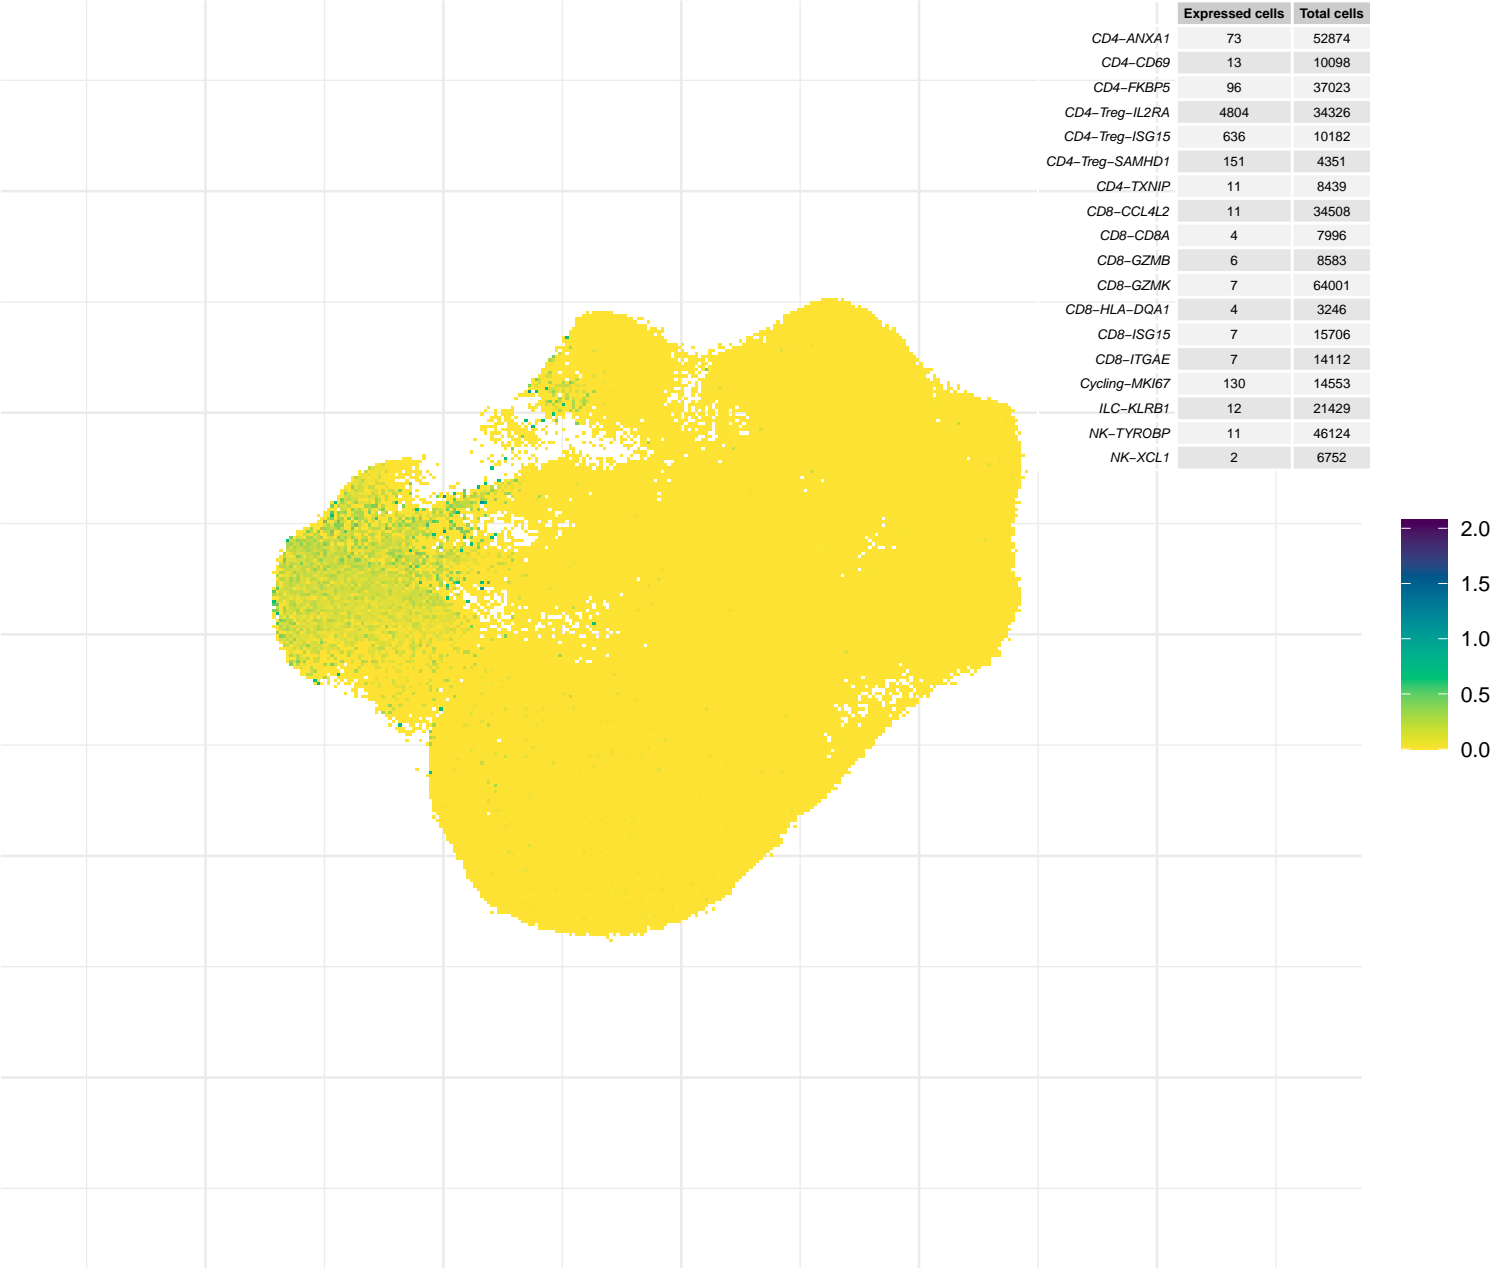 Expressed cells Total cells
CD4−ANXA1 73 52874
CD4−CD69 13 10098
CD4−FKBP5 96 37023
CD4−Treg−IL2RA 4804 34326
CD4−Treg−ISG15 636 10182
CD4−Treg−SAMHD1 151 4351
CD4−TXNIP 11 8439
CD8−CCL4L2 11 34508
CD8−CD8A 4 7996
CD8−GZMB 6 8583
CD8−GZMK 7 64001
CD8−HLA−DQA1 4 3246
CD8−ISG15 7 15706
CD8−ITGAE 7 14112
Cycling−MKI67 130 14553
ILC−KLRB1 12 21429
NK−TYROBP 11 46124
NK−XCL1 2 6752
2.0
1.5
1.0
0.5
0.0